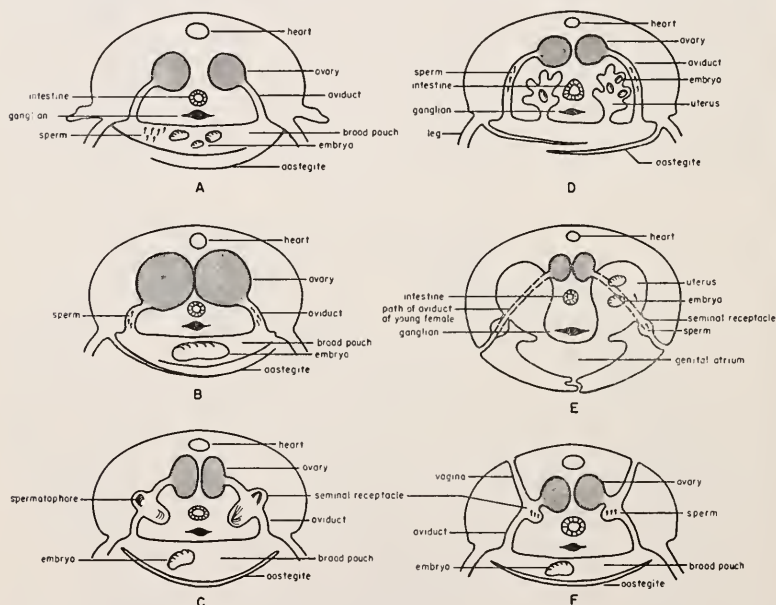 heart
ovary
intestine
oviduct
ganglion
sperm
brood pouch
embryo
oostegite
A
heart
ovary
sperm
oviduct
brood pouch
embryo
oostegite
B
heart
ovary
spermatophore
seminal receptacle
oviduct
embryo
brood pouch
oostegite
C
heart
ovary
oviduct
sperm
embryo
intestine
uterus
ganglion
leg
oostegite
D
heart
uterus
intestine
embryo
path of oviduct
of young female
seminal receptacle
ganglion
sperm
genital atrium
E
vagina
ovary
sperm
oviduct
embryo
brood pouch
oostegite
F